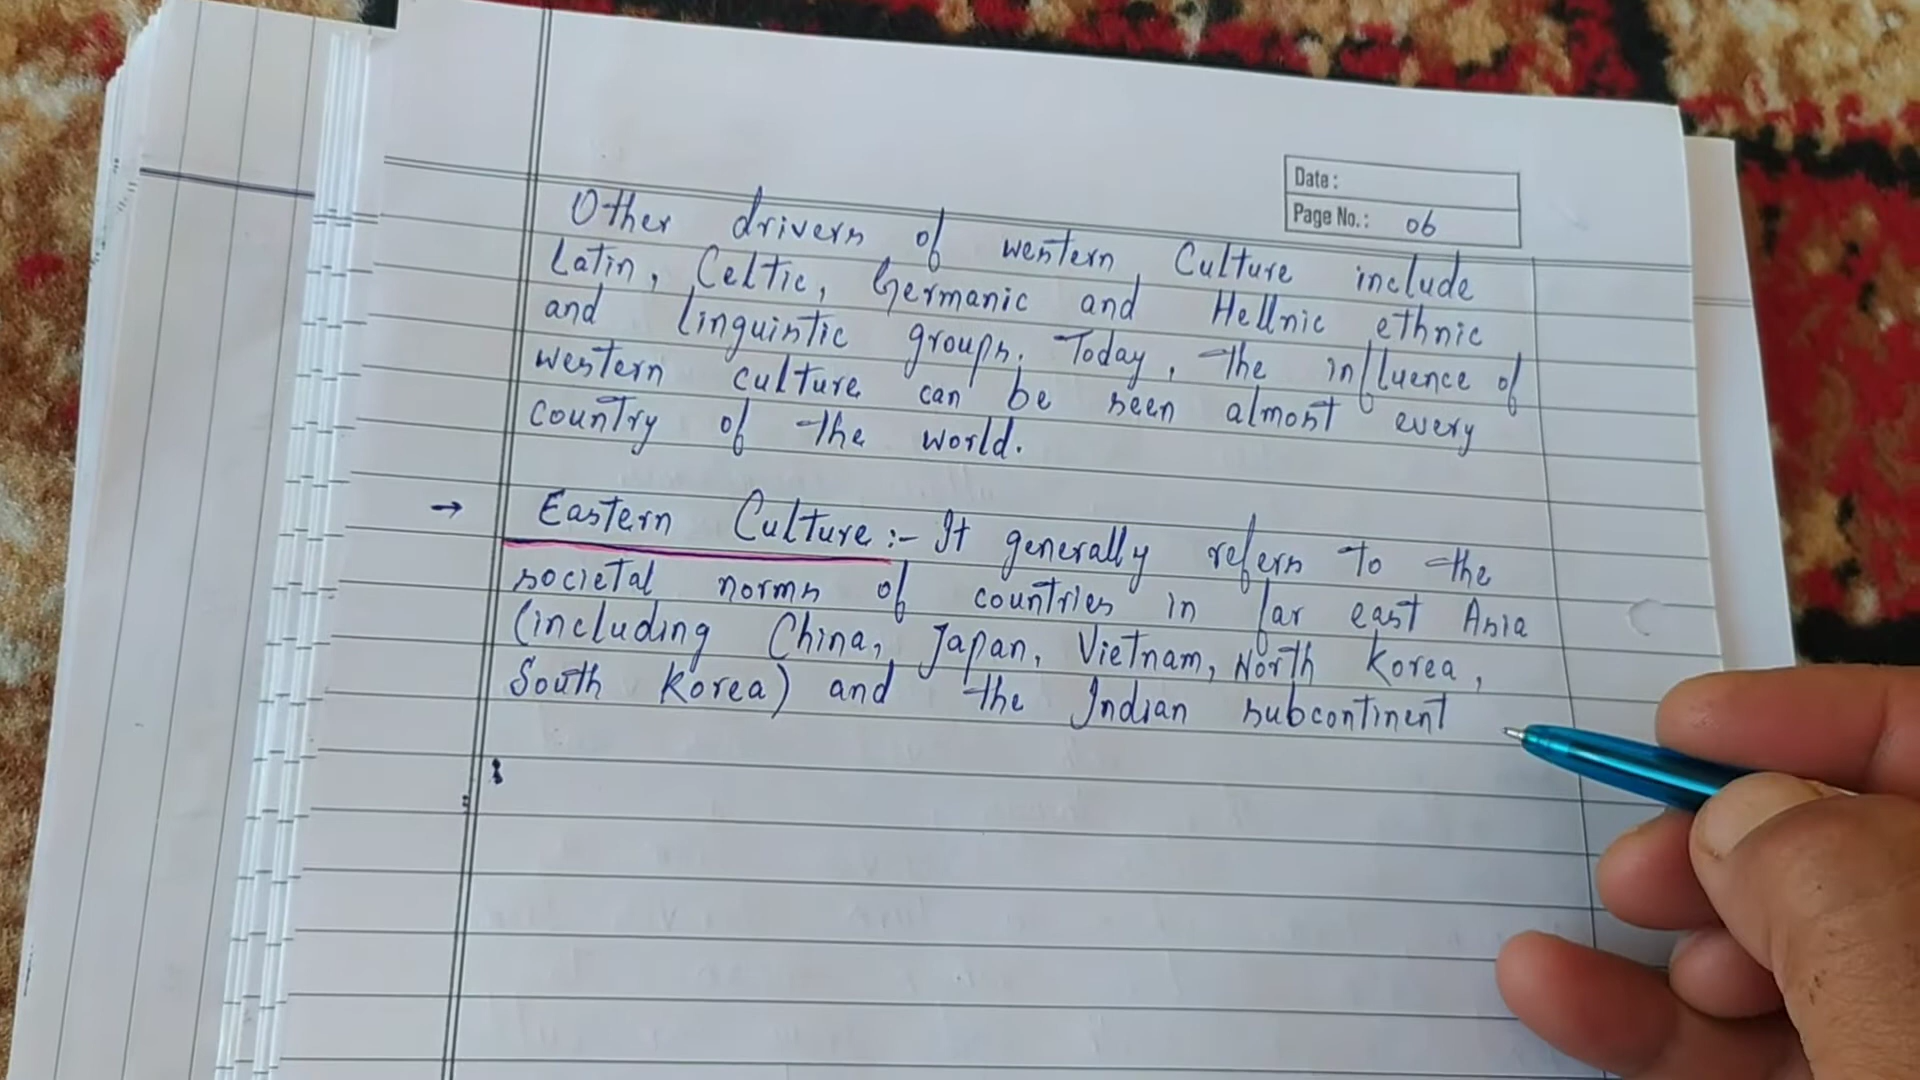 Date:
Page No.: 06
Other drivers of western Culture include
Latin, Celtic, Germanic and Hellnic ethnic
and linguistic groups. Today, the influence of
western culture can be seen almost every
country of the world.
→ Eastern Culture :- It generally refers to the
societal norms of countries in far east Asia
(including China, Japan, Vietnam, North Korea,
South Korea) and the Indian subcontinent